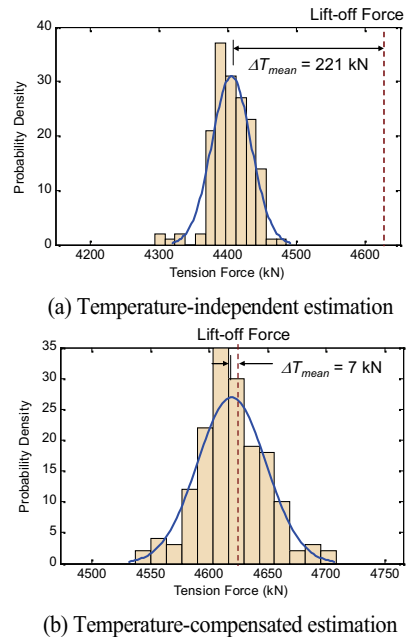 Lift-off Force
40
30
20
10
0
Probability Density
ΔTmean = 221 kN
4200 4300 4400 4500 4600
Tension Force (kN)
(a) Temperature-independent estimation
Lift-off Force
35
30
25
20
15
10
5
0
Probability Density
ΔTmean = 7 kN
4500 4550 4600 4650 4700 4750
Tension Force (kN)
(b) Temperature-compensated estimation